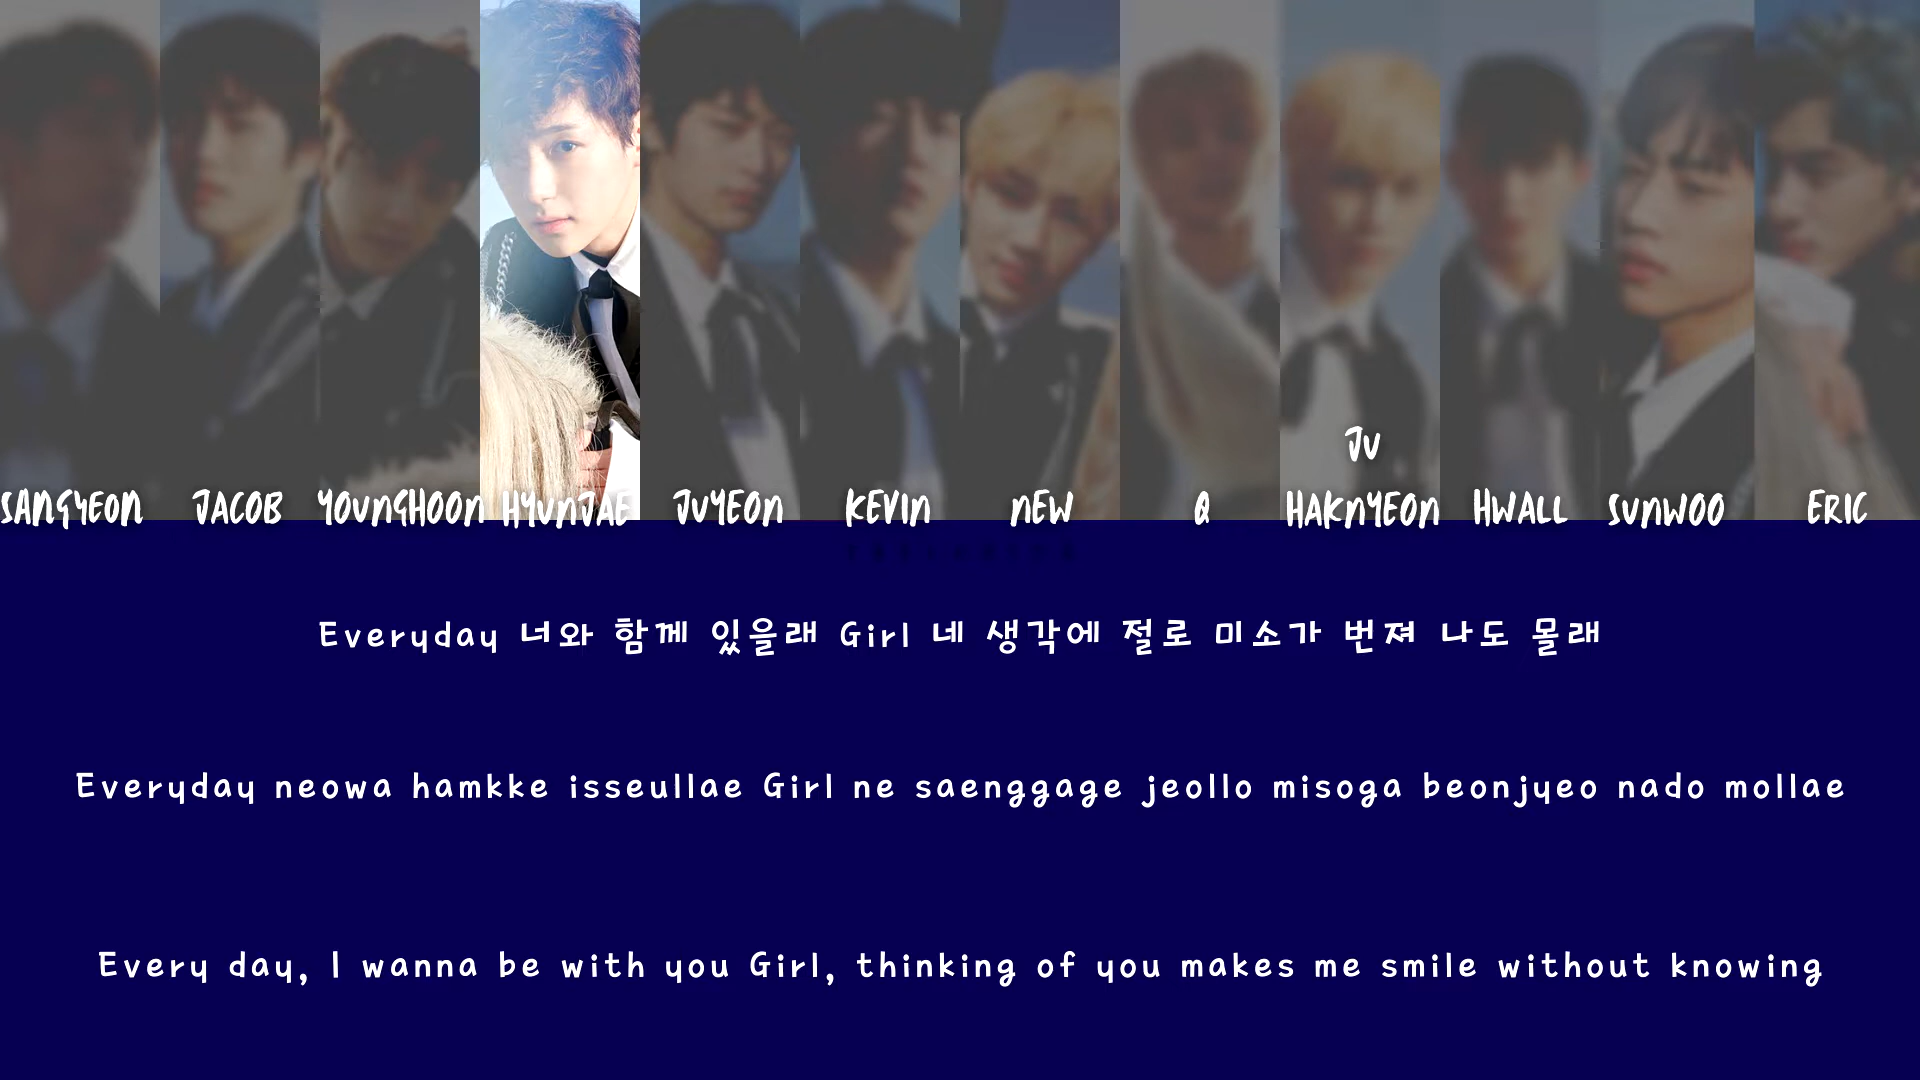 JU
SANGYEON JACOB YOUNGHOON HYUNJAE JUYEON KEVIN NEW Q HAKNYEON HWALL SUNWOO ERIC
Everyday 너와 함께 있을래 Girl 네 생각에 절로 미소가 번져 나도 몰래
Everyday neowa hamkke isseullae Girl ne saenggage jeollo misoga beonjyeo nado mollae
Every day, I wanna be with you Girl, thinking of you makes me smile without knowing